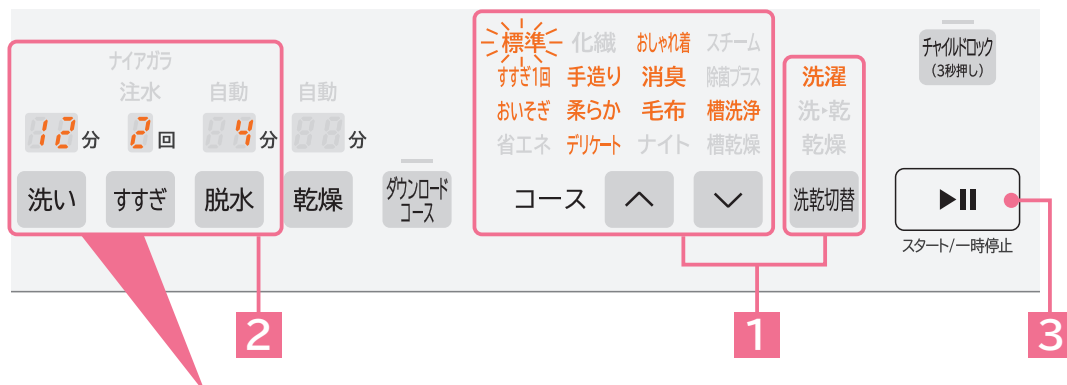 ナイアガラ
注水
自動
自動
12分
2回
4分
分
洗い
すすぎ
脱水
乾燥
ダウンロード
コース
標準 化繊 おしゃれ着 スチーム
すすぎ1回 手造り 消臭 除菌プラス
おいそぎ 柔らか 毛布 槽洗浄
省エネ デリケート ナイト 槽乾燥
コース
洗濯
洗▸乾
乾燥
洗乾切替
チャイルドロック
(3秒押し)
スタート/一時停止
2
1
3